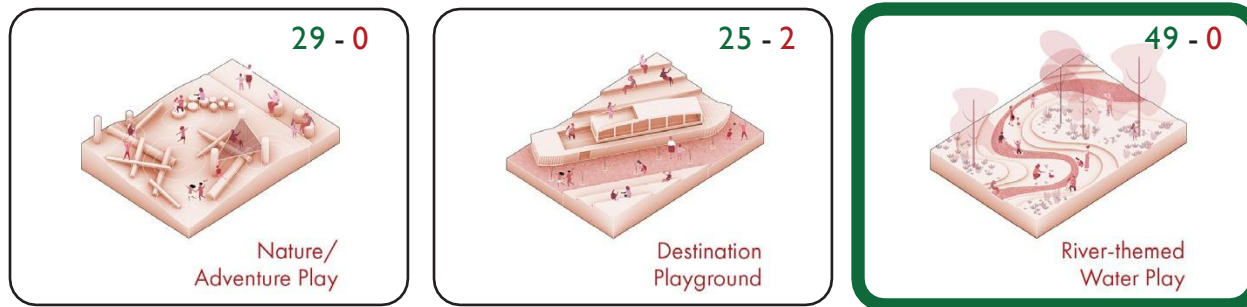 29 - 0
Nature/
Adventure Play
25 - 2
Destination
Playground
49 - 0
River-themed
Water Play